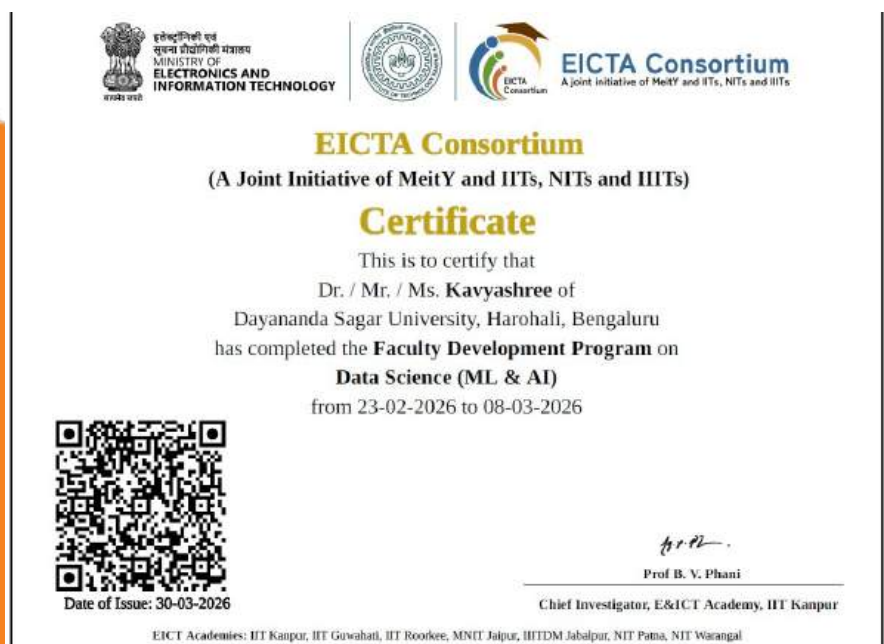 इलेक्ट्रॉनिकी एवं
सूचना प्रौद्योगिकी मंत्रालय
MINISTRY OF
ELECTRONICS AND
INFORMATION TECHNOLOGY
सत्यमेव जयते
EICTA
Consortium
EICTA Consortium
A joint initiative of MeitY and IITs, NITs and IIITs
EICTA Consortium
(A Joint Initiative of MeitY and IITs, NITs and IIITs)
Certificate
This is to certify that
Dr. / Mr. / Ms. Kavyashree of
Dayananda Sagar University, Harohali, Bengaluru
has completed the Faculty Development Program on
Data Science (ML & AI)
from 23-02-2026 to 08-03-2026
Prof B. V. Phani
Date of Issue: 30-03-2026
Chief Investigator, E&ICT Academy, IIT Kanpur
EICT Academies: IIT Kanpur, IIT Guwahati, IIT Roorkee, MNIT Jaipur, IIITDM Jabalpur, NIT Patna, NIT Warangal